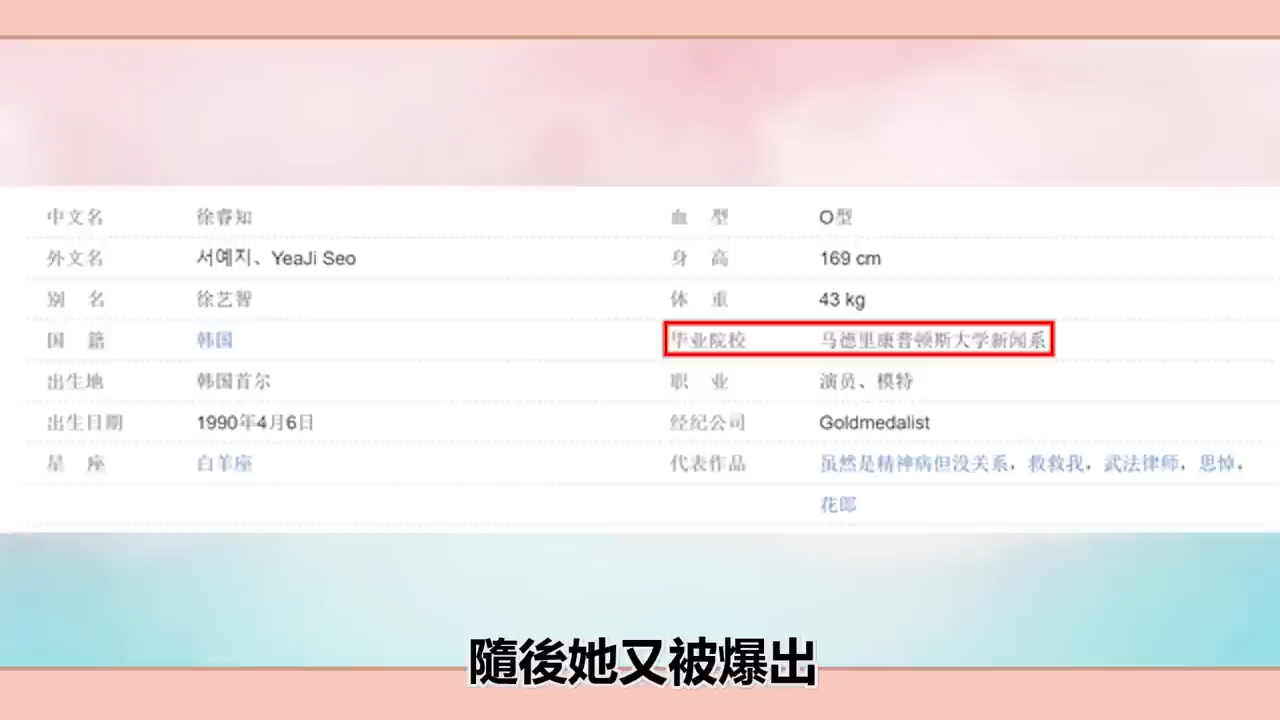 中文名 徐睿知
外文名 서예지、YeaJi Seo
别 名 徐艺智
国 籍 韩国
出生地 韩国首尔
出生日期 1990年4月6日
星 座 白羊座
血 型 O型
身 高 169 cm
体 重 43 kg
毕业院校 马德里康普顿斯大学新闻系
职 业 演员、模特
经纪公司 Goldmedalist
代表作品 虽然是精神病但没关系，救救我，武法律师，思悼，
花郎
隨後她又被爆出